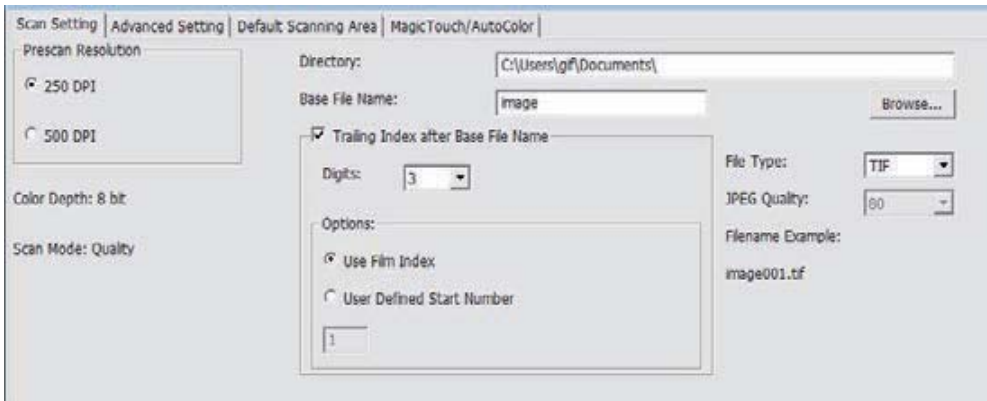 Scan Setting Advanced Setting Default Scanning Area MagicTouch/AutoColor
Prescan Resolution
250 DPI
500 DPI
Color Depth: 8 bit
Scan Mode: Quality
Directory: C:\Users\gif\Documents\
Base File Name: image Browse...
Trailing Index after Base File Name
Digits: 3
Options:
Use Film Index
User Defined Start Number
1
File Type: TIF
JPEG Quality: 80
Filename Example:
image001.tif